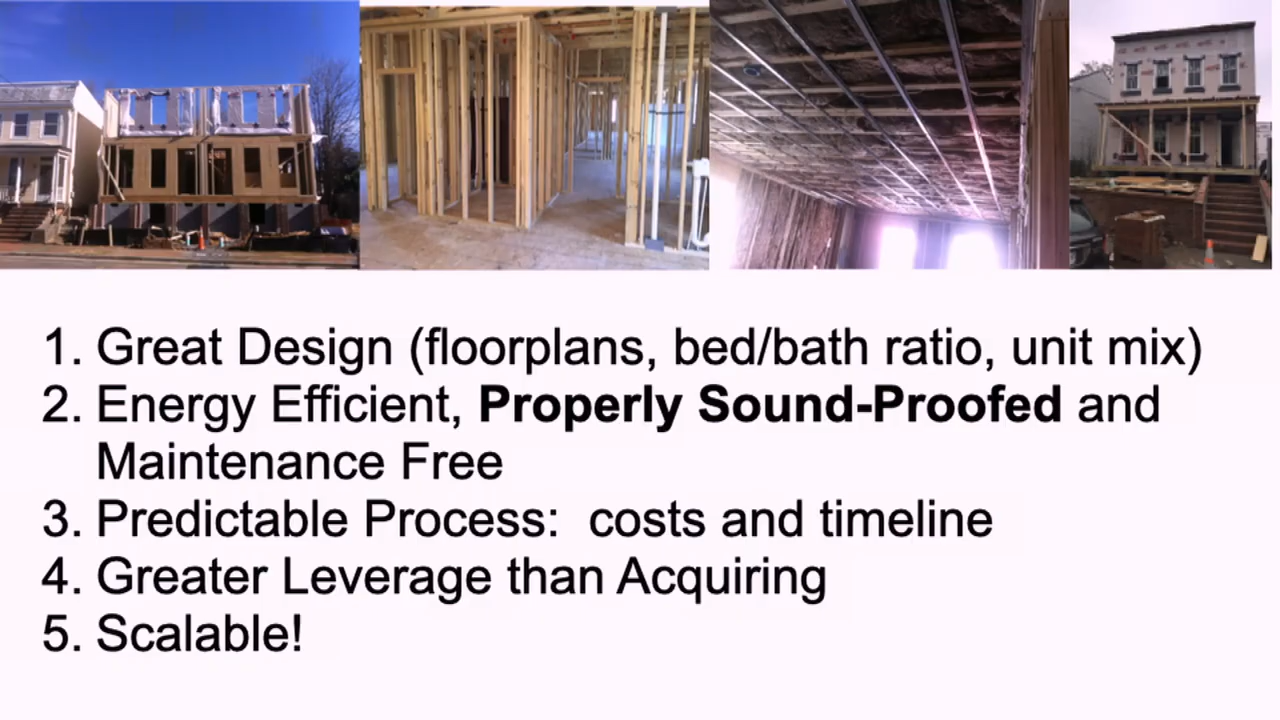 1. Great Design (floorplans, bed/bath ratio, unit mix)
2. Energy Efficient, Properly Sound-Proofed and
Maintenance Free
3. Predictable Process:  costs and timeline
4. Greater Leverage than Acquiring
5. Scalable!